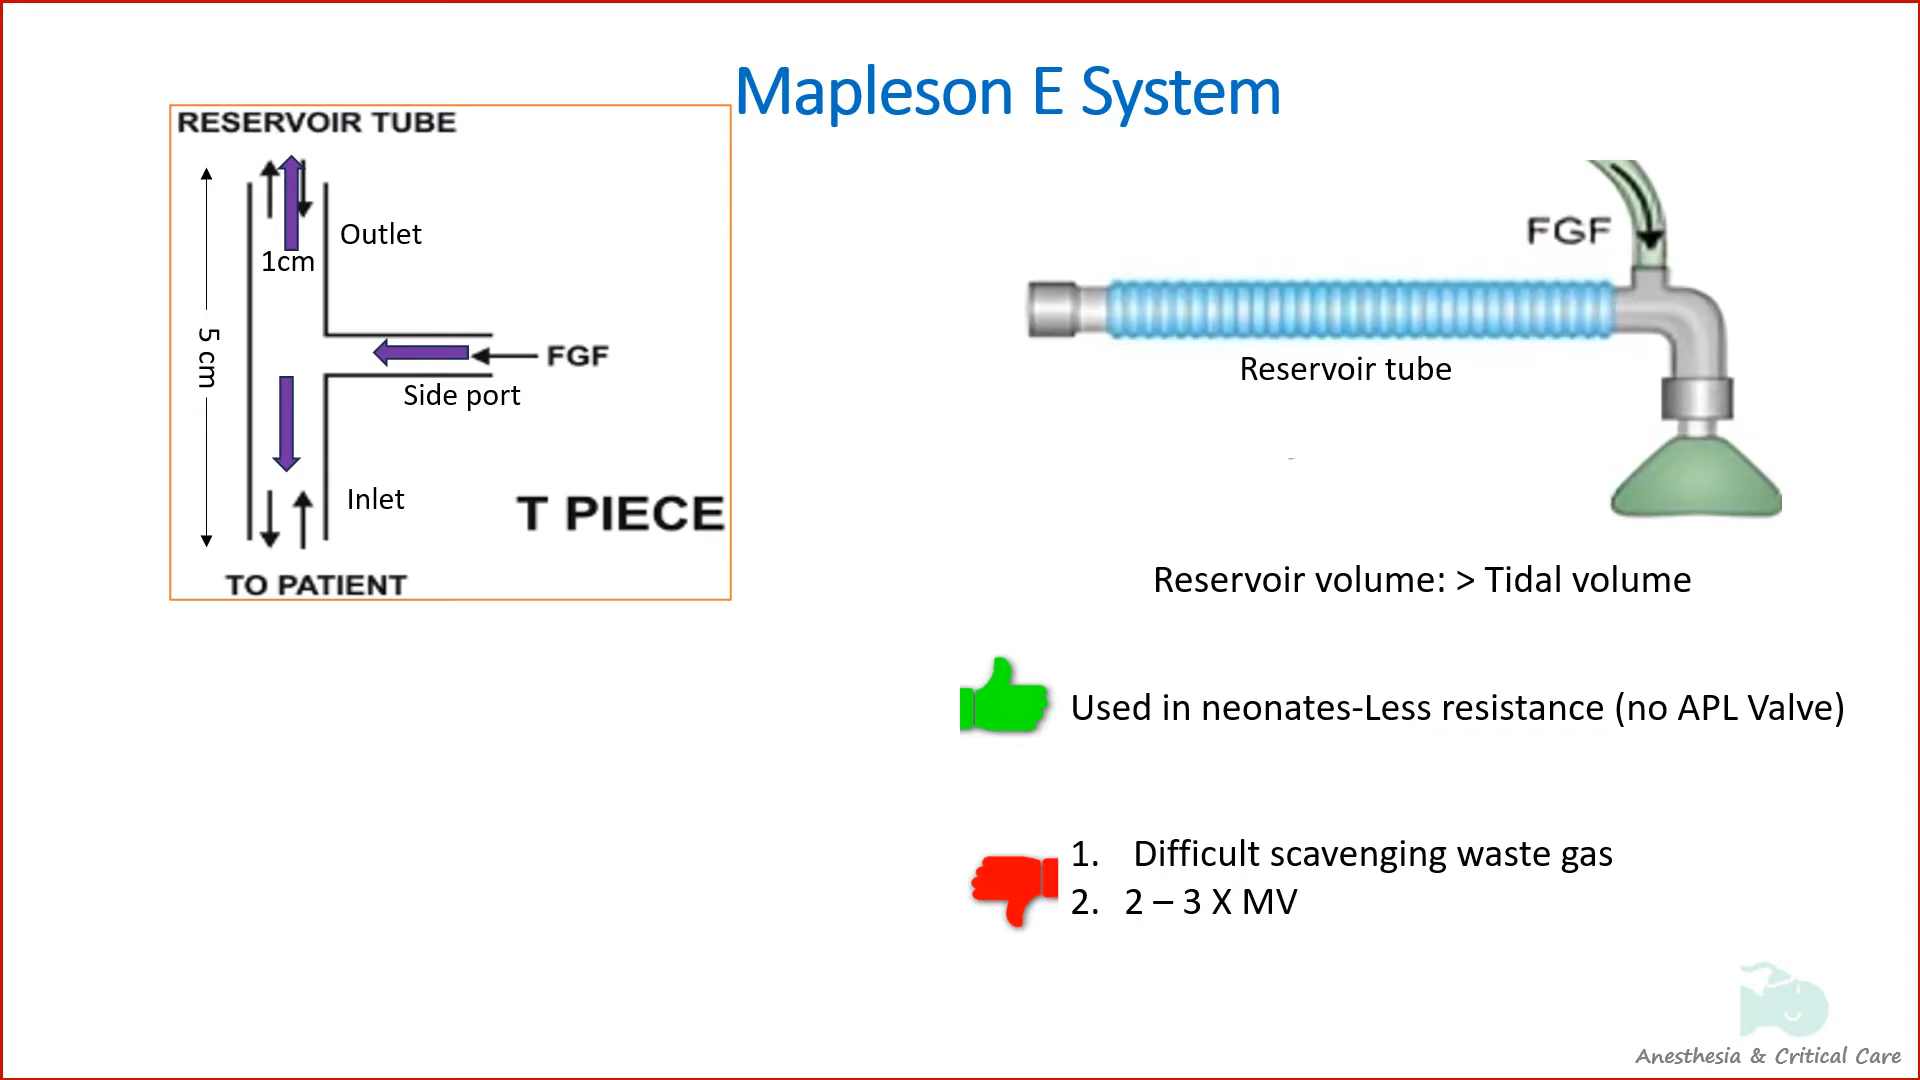 Mapleson E System
RESERVOIR TUBE
Outlet
1cm
5 cm
FGF
Side port
Inlet
T PIECE
TO PATIENT
FGF
Reservoir tube
Reservoir volume: > Tidal volume
Used in neonates-Less resistance (no APL Valve)
1. Difficult scavenging waste gas
2. 2 – 3 X MV
Anesthesia & Critical Care